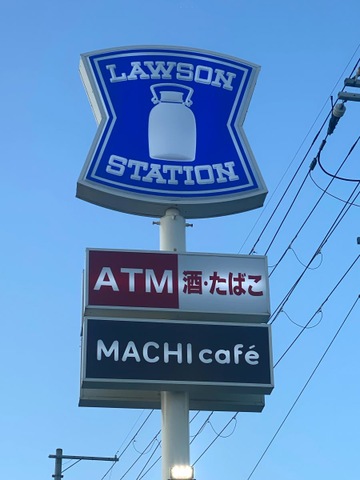 LAWSON
STATION
ATM 酒・たばこ
MACHI café